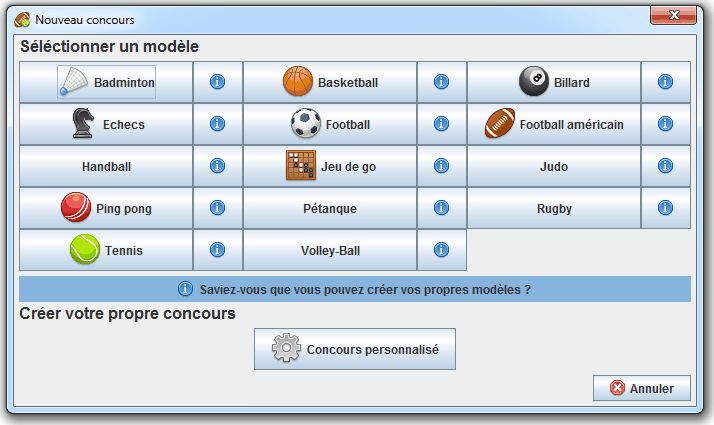 Nouveau concours
Séléctionner un modèle
Badminton
Basketball
Billard
Echecs
Football
Football américain
Handball
Jeu de go
Judo
Ping pong
Pétanque
Rugby
Tennis
Volley-Ball
Saviez-vous que vous pouvez créer vos propres modèles ?
Créer votre propre concours
Concours personnalisé
Annuler